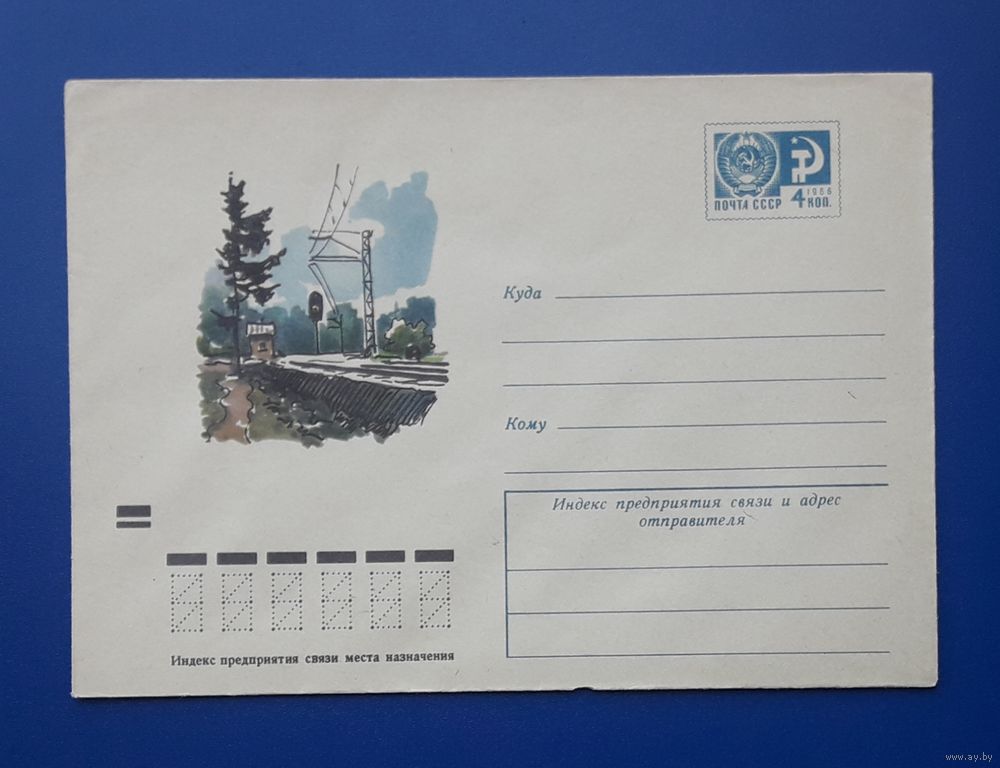 1966
ПОЧТА СССР 4 КОП.
Куда
Кому
Индекс предприятия связи и адрес
отправителя
Индекс предприятия связи места назначения
www.ay.by